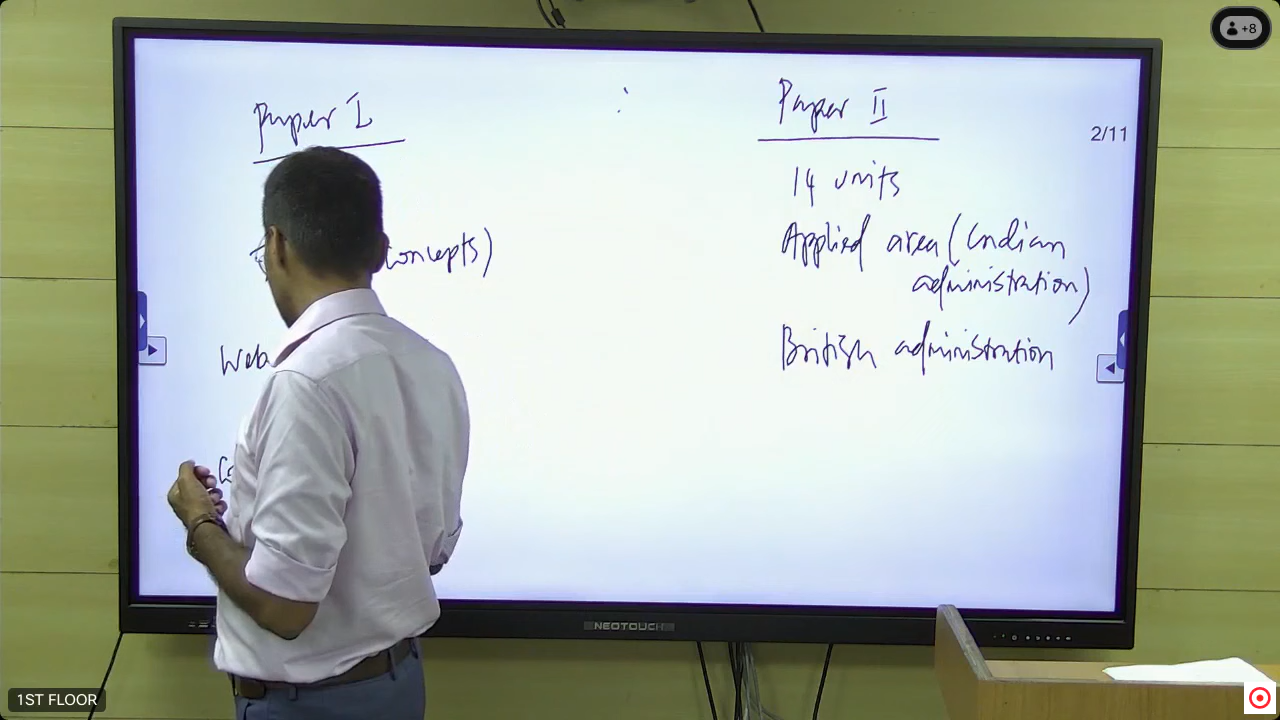 +8
Paper I
Paper II
2/11
14 units
Applied area (Indian
administration)
concepts)
British administration
Web
NEOTOUCH
1ST FLOOR